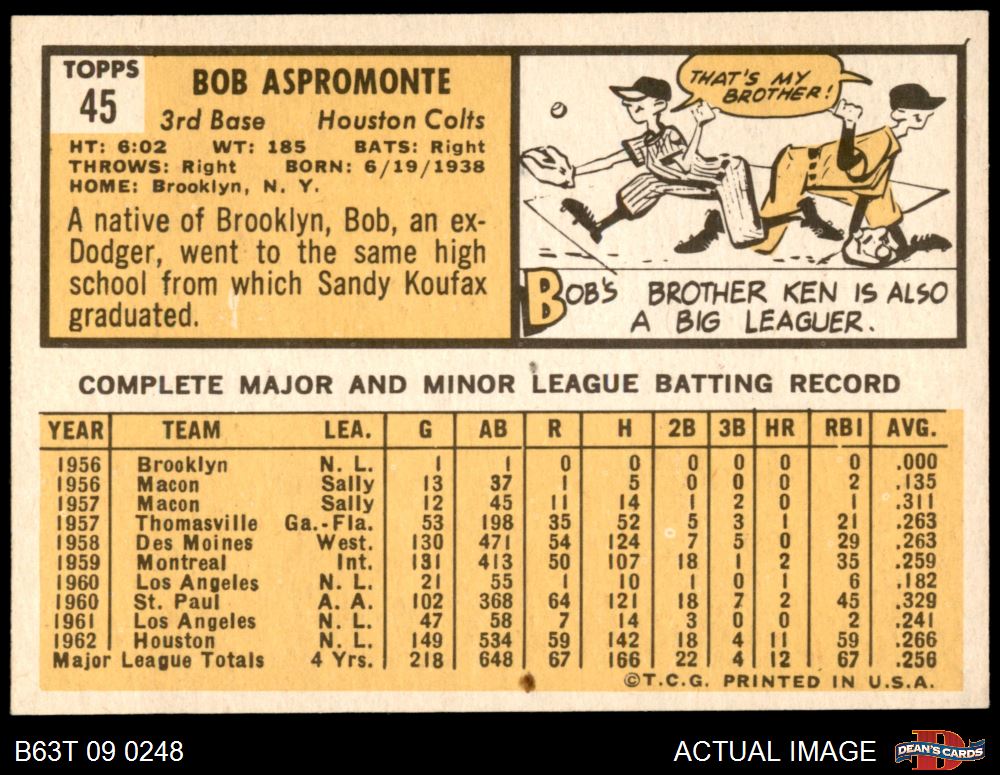 TOPPS
45
BOB ASPROMONTE
3rd Base Houston Colts
HT: 6:02 WT: 185 BATS: Right
THROWS: Right BORN: 6/19/1938
HOME: Brooklyn, N. Y.
A native of Brooklyn, Bob, an ex-
Dodger, went to the same high
school from which Sandy Koufax
graduated.
THAT'S MY
BROTHER!
BOB'S BROTHER KEN IS ALSO
A BIG LEAGUER.
COMPLETE MAJOR AND MINOR LEAGUE BATTING RECORD
YEAR TEAM LEA. G AB R H 2B 3B HR RBI AVG.
1956 Brooklyn N. L. 1 1 0 0 0 0 0 0 .000
1956 Macon Sally 13 37 1 5 0 0 0 2 .135
1957 Macon Sally 12 45 11 14 1 2 0 1 .311
1957 Thomasville Ga.-Fla. 53 198 35 52 5 3 1 21 .263
1958 Des Moines West. 130 471 54 124 7 5 0 29 .263
1959 Montreal Int. 131 413 50 107 18 1 2 35 .259
1960 Los Angeles N. L. 21 55 1 10 1 0 1 6 .182
1960 St. Paul A. A. 102 368 64 121 18 7 2 45 .329
1961 Los Angeles N. L. 47 58 7 14 3 0 0 2 .241
1962 Houston N. L. 149 534 59 142 18 4 11 59 .266
Major League Totals 4 Yrs. 218 648 67 166 22 4 12 67 .256
©T.C.G. PRINTED IN U.S.A.
B63T 09 0248 ACTUAL IMAGE DEAN'S CARDS